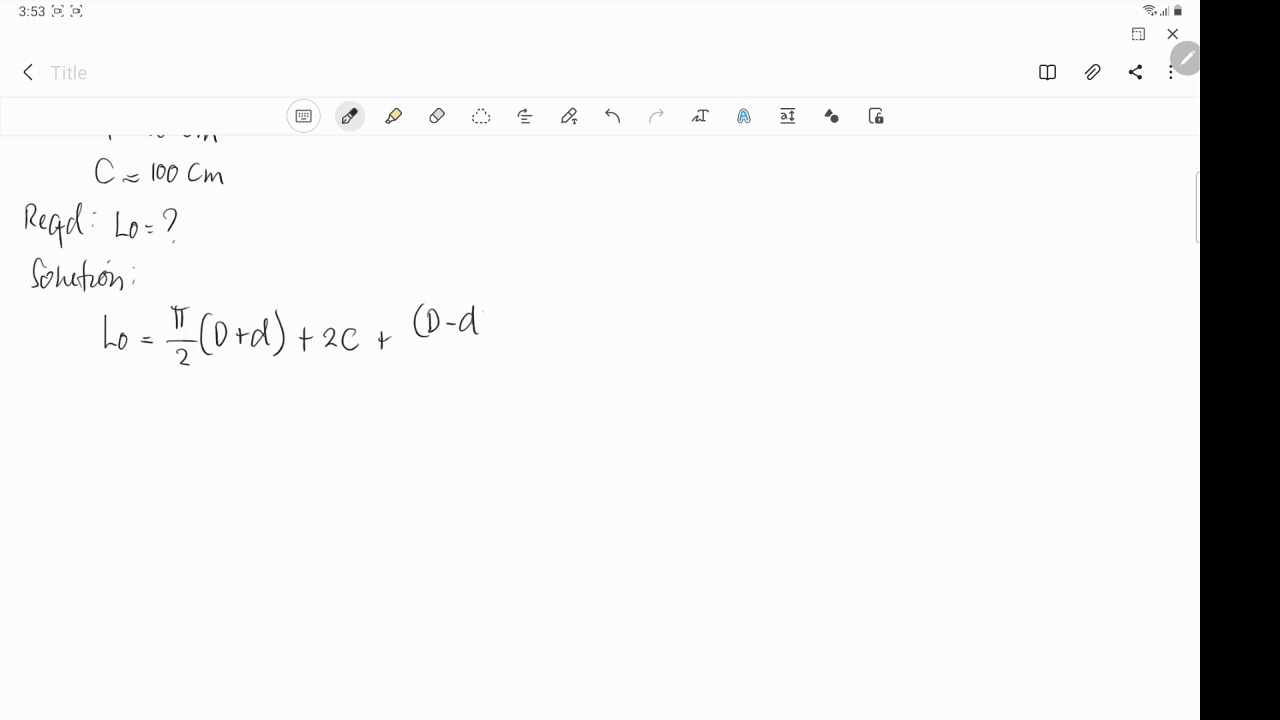 3:53
Title
C ≈ 100 Cm
Reqd: Lo = ?
Solution:
Lo = π/2 (D+d) + 2C + (D-d